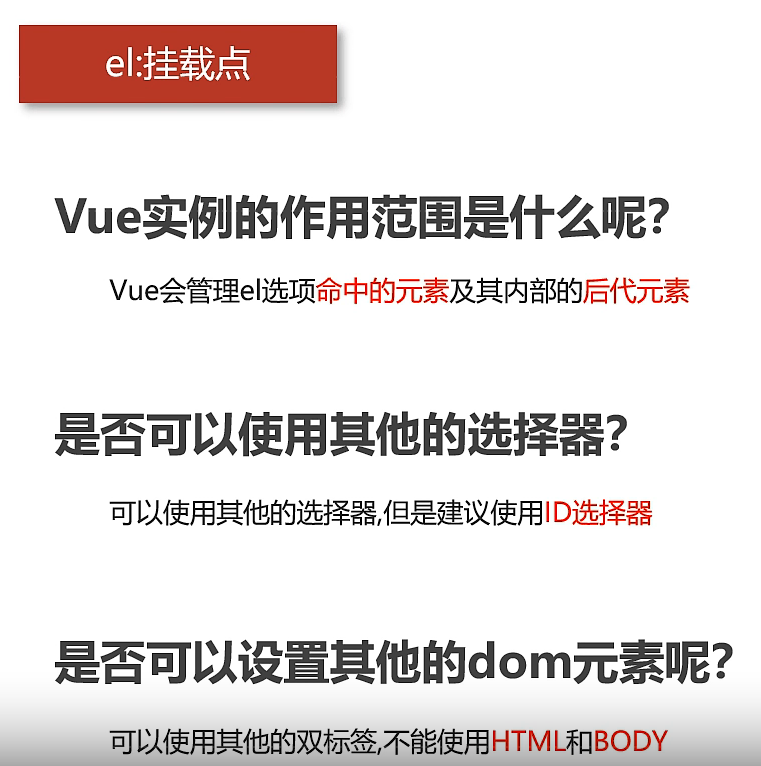 el:挂载点
Vue实例的作用范围是什么呢?
Vue会管理el选项命中的元素及其内部的后代元素
是否可以使用其他的选择器?
可以使用其他的选择器,但是建议使用ID选择器
是否可以设置其他的dom元素呢?
可以使用其他的双标签,不能使用HTML和BODY